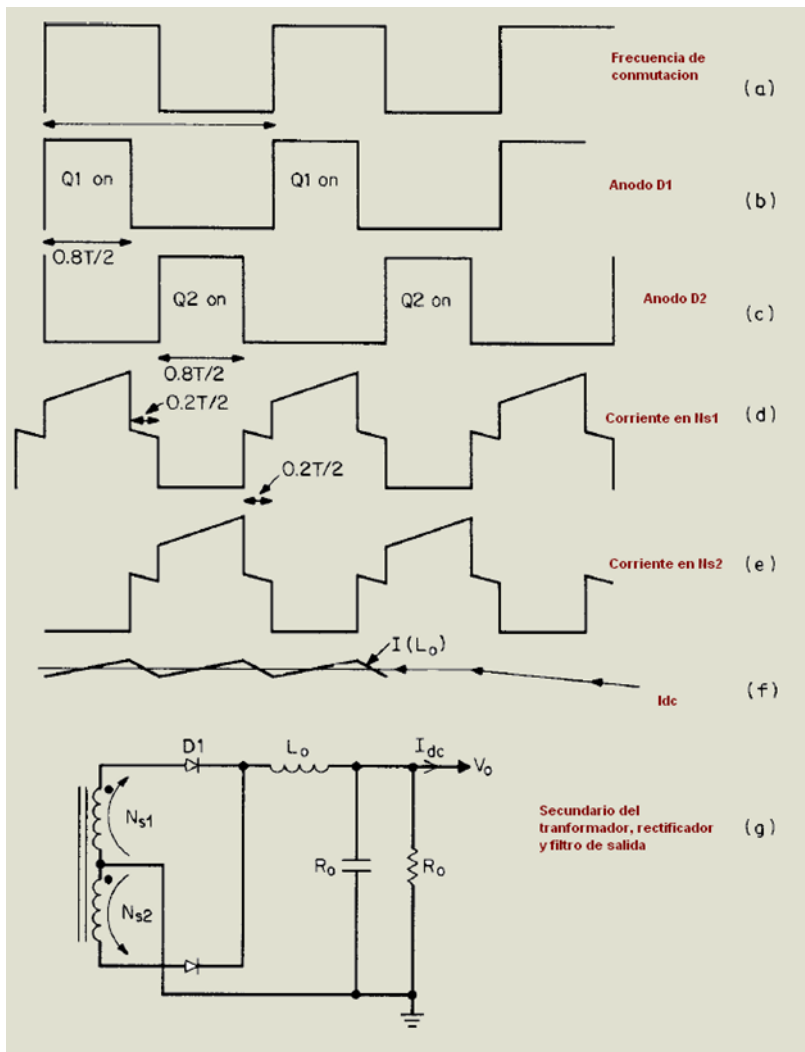 Frecuencia de
conmutacion
(a)
Q1 on
Q1 on
Anodo D1
(b)
0.8T/2
Q2 on
Q2 on
Anodo D2
(c)
0.8T/2
0.2T/2
Corriente en Ns1
(d)
0.2T/2
Corriente en Ns2
(e)
I(Lo)
Idc
(f)
D1
Lo
Idc
Vo
Ns1
Secundario del
tranformador, rectificador
y filtro de salida
(g)
Ro
Ro
Ns2